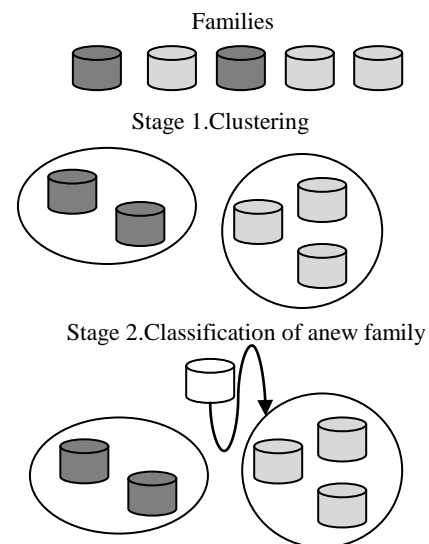 Families
Stage 1.Clustering
Stage 2.Classification of anew family